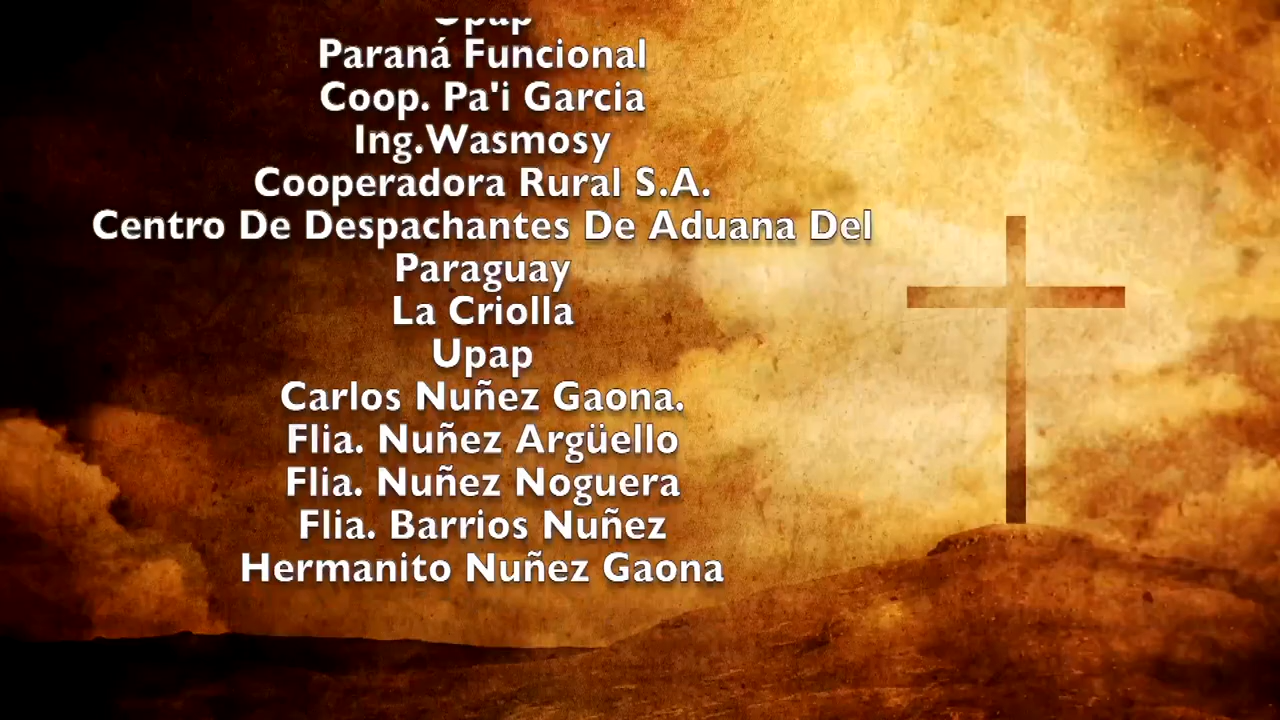 Upap
Paraná Funcional
Coop. Pa'i Garcia
Ing.Wasmosy
Cooperadora Rural S.A.
Centro De Despachantes De Aduana Del
Paraguay
La Criolla
Upap
Carlos Nuñez Gaona.
Flia. Nuñez Argüello
Flia. Nuñez Noguera
Flia. Barrios Nuñez
Hermanito Nuñez Gaona